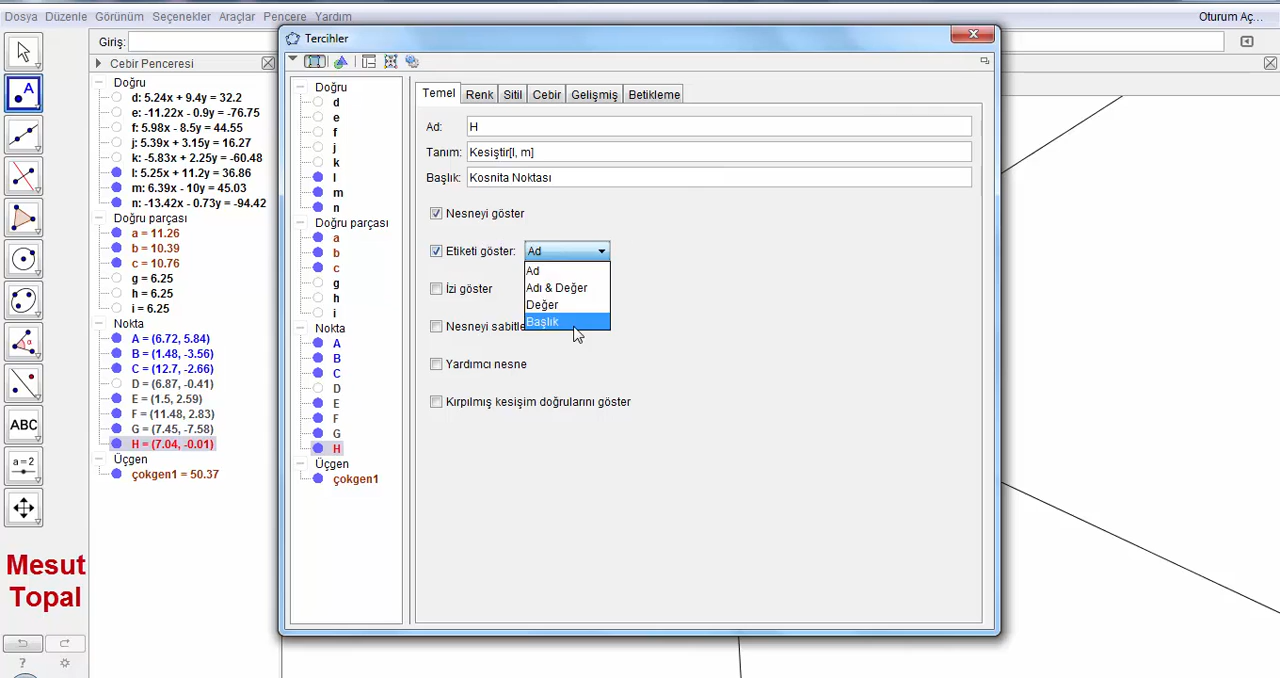 Dosya Düzenle Görünüm Seçenekler Araçlar Pencere Yardım
Oturum Aç...
Giriş:
Cebir Penceresi
Doğru
d: 5.24x + 9.4y = 32.2
e: -11.22x - 0.9y = -76.75
f: 5.98x - 8.5y = 44.55
j: 5.39x + 3.15y = 16.27
k: -5.83x + 2.25y = -60.48
l: 5.25x + 11.2y = 36.86
m: 6.39x - 10y = 45.03
n: -13.42x - 0.73y = -94.42
Doğru parçası
a = 11.26
b = 10.39
c = 10.76
g = 6.25
h = 6.25
i = 6.25
Nokta
A = (6.72, 5.84)
B = (1.48, -3.56)
C = (12.7, -2.66)
D = (6.87, -0.41)
E = (1.5, 2.59)
F = (11.48, 2.83)
G = (7.45, -7.58)
H = (7.04, -0.01)
Üçgen
çokgen1 = 50.37
A
α
ABC
a = 2
Mesut
Topal
?
Tercihler
Doğru
d
e
f
j
k
l
m
n
Doğru parçası
a
b
c
g
h
i
Nokta
A
B
C
D
E
F
G
H
Üçgen
çokgen1
Temel Renk Stil Cebir Gelişmiş Betikleme
Ad: H
Tanım: Kesiştir[l, m]
Başlık: Kosnita Noktası
Nesneyi göster
Etiketi göster: Ad
Ad
Adı & Değer
Değer
Başlık
İzi göster
Nesneyi sabitle
Yardımcı nesne
Kırpılmış kesişim doğrularını göster